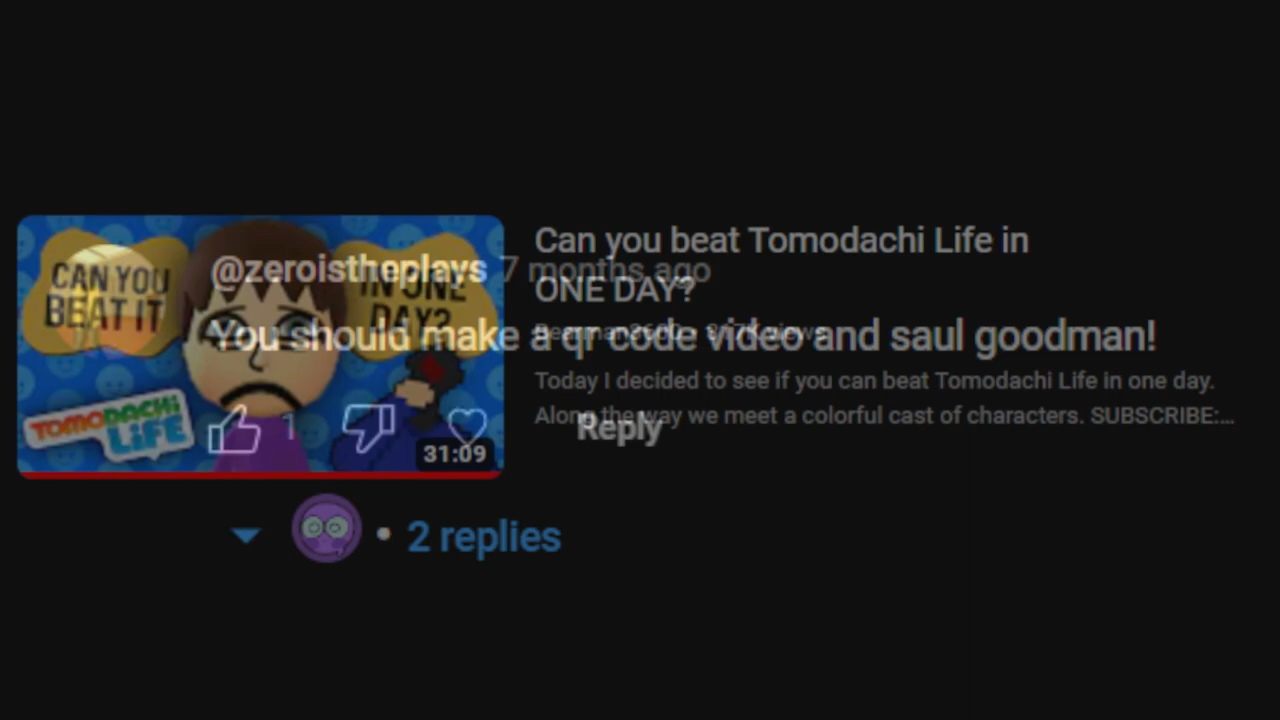 Can you beat Tomodachi Life in
ONE DAY?
Today I decided to see if you can beat Tomodachi Life in one day.
Along the way we meet a colorful cast of characters. SUBSCRIBE:...
CAN YOU
BEAT IT
IN ONE
DAY?
TOMODACHI
LiFE
31:09
@zeroistheplays 7 months ago
You should make a qr code video and saul goodman!
1
Reply
2 replies